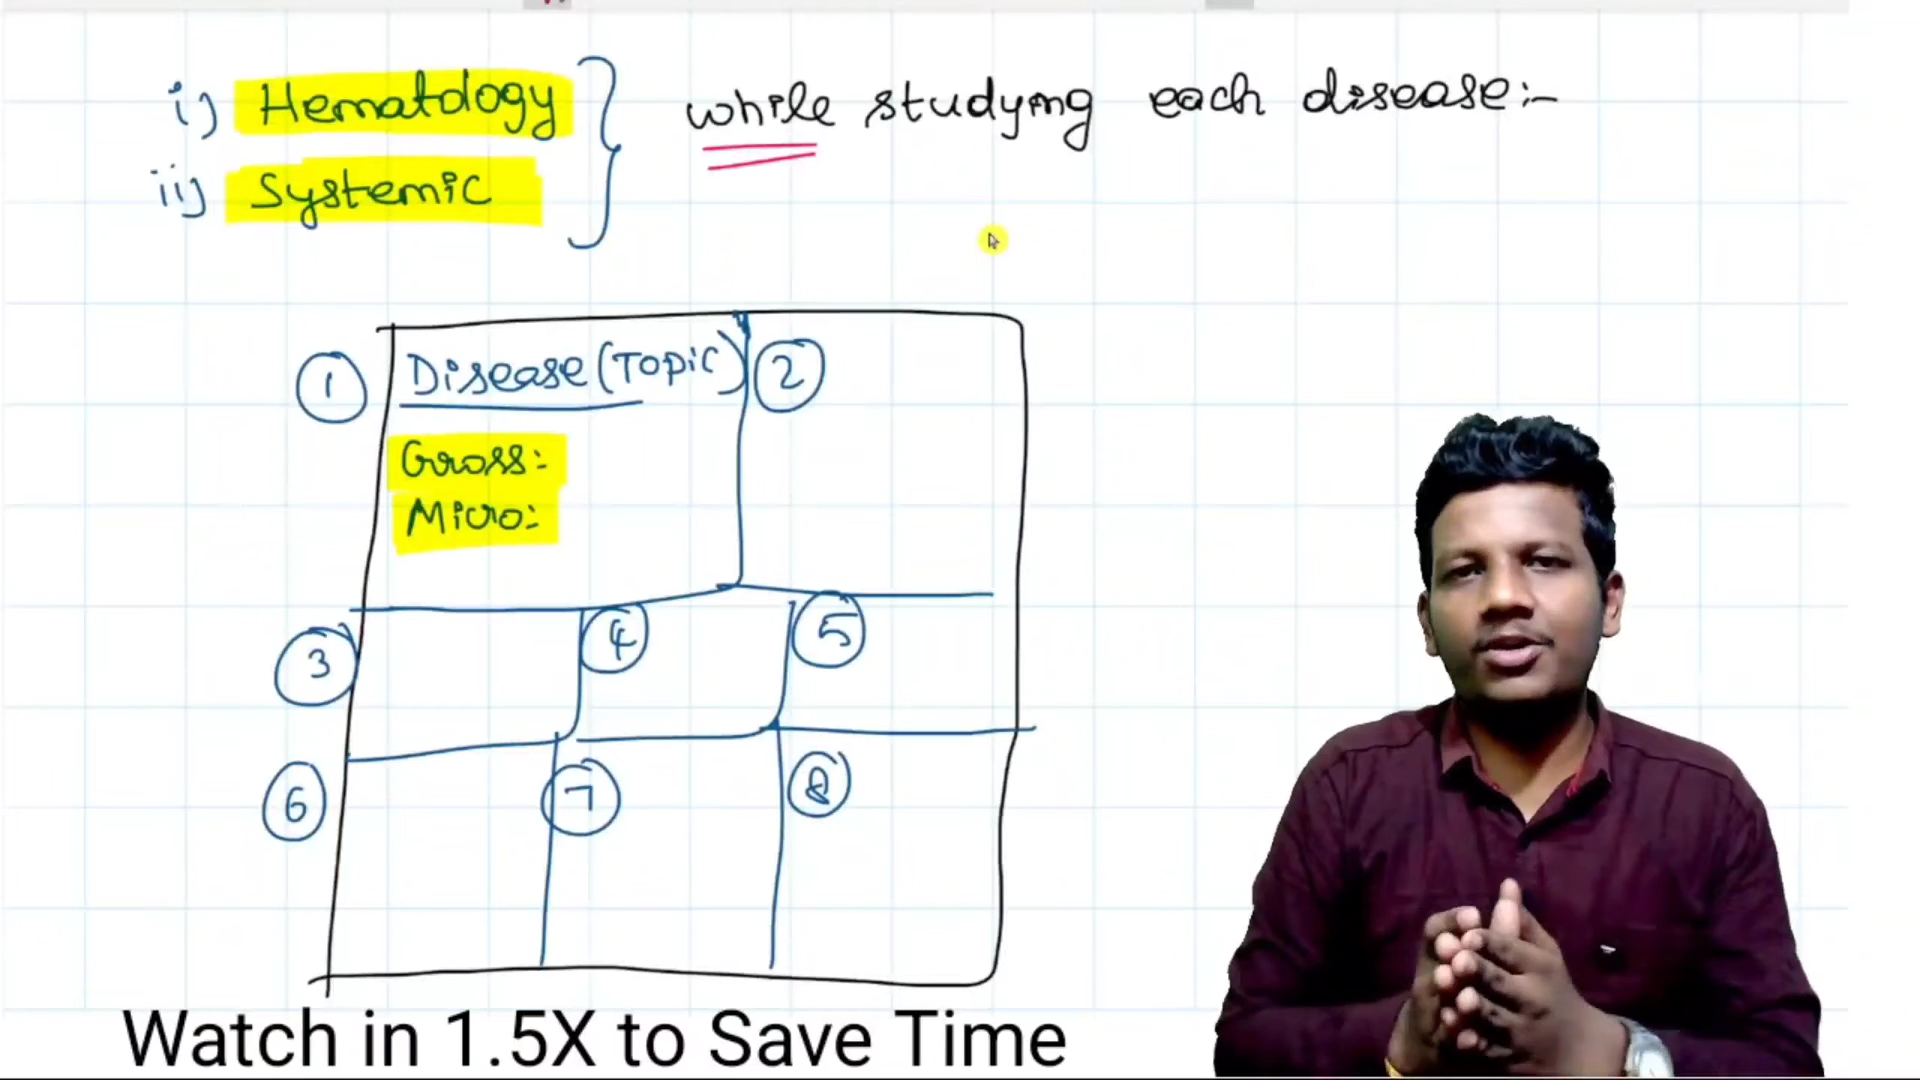 i) Hematology
ii) Systemic
while studying each disease:-
1 Disease (Topic) 2
Gross:
Micro:
3 4 5
6 7 8
Watch in 1.5X to Save Time